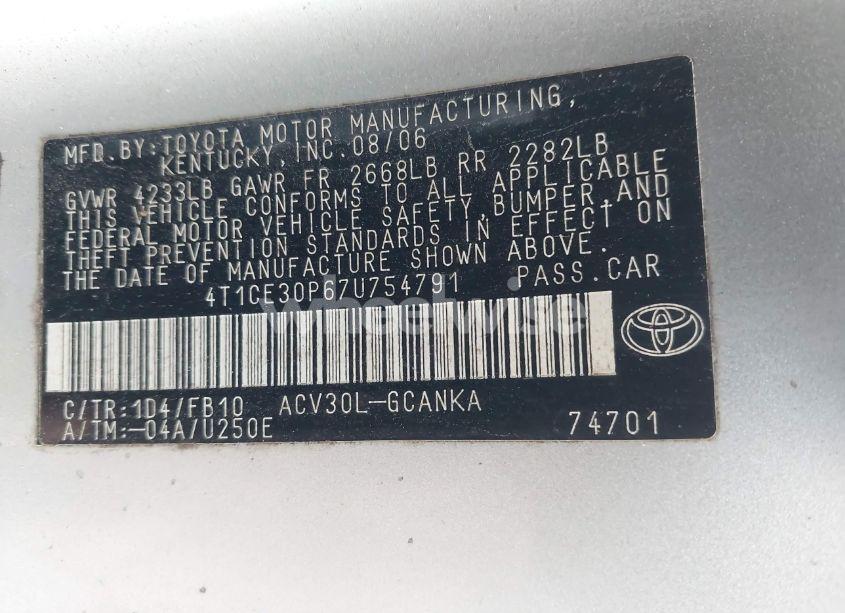 MFD.BY:TOYOTA MOTOR MANUFACTURING,
KENTUCKY,INC.08/06
GVWR 4233LB GAWR FR 2668LB RR 2282LB
THIS VEHICLE CONFORMS TO ALL APPLICABLE
FEDERAL MOTOR VEHICLE SAFETY,BUMPER,AND
THEFT PREVENTION STANDARDS IN EFFECT ON
THE DATE OF MANUFACTURE SHOWN ABOVE.
4T1CE30P67U754791 PASS.CAR
wheelwise
C/TR:1D4/FB10 ACV30L-GCANKA
A/TM:-04A/U250E 74701